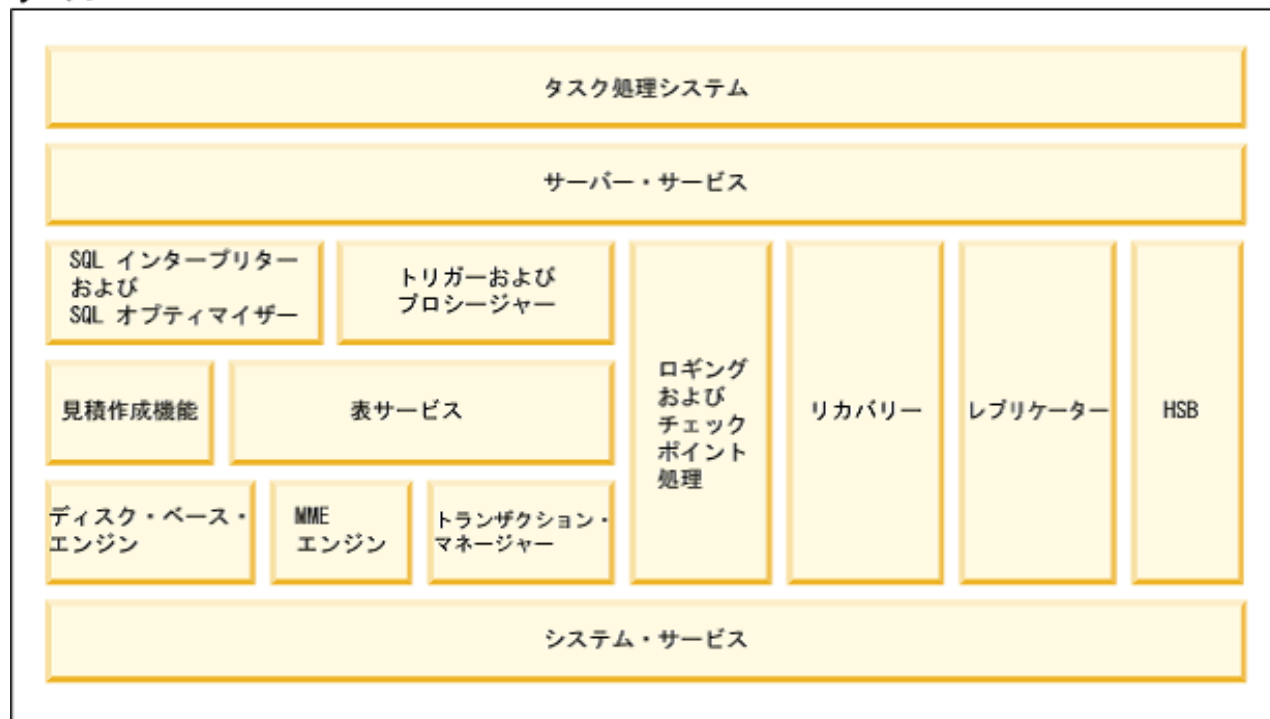 タスク処理システム
サーバー・サービス
SQL インタープリター
および
SQL オプティマイザー
トリガーおよび
プロシージャー
見積作成機能
表サービス
ディスク・ベース・
エンジン
MME
エンジン
トランザクション・
マネージャー
ロギング
および
チェック
ポイント
処理
リカバリー
レプリケーター
HSB
システム・サービス